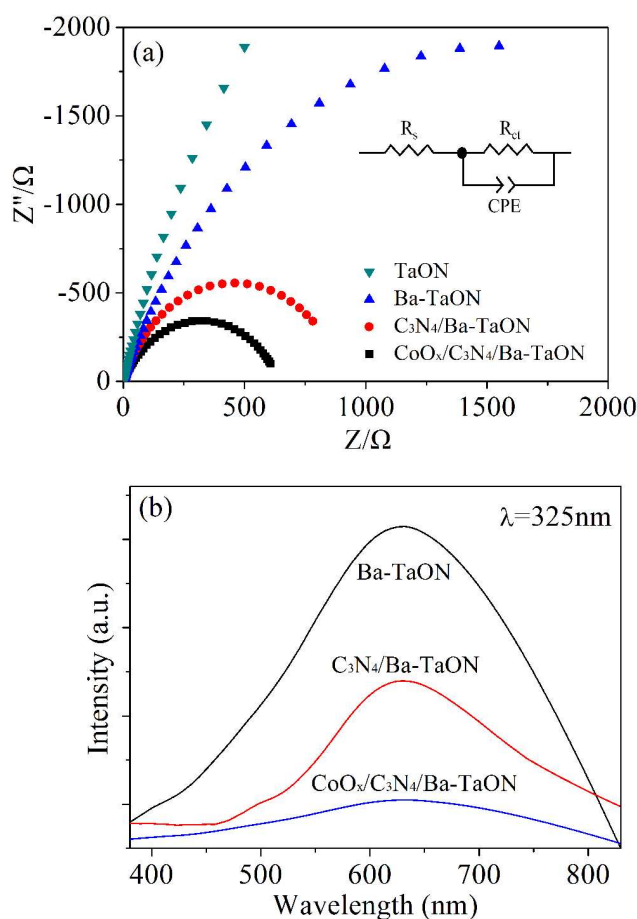 (a)
-2000
-1500
-1000
-500
0
Z"/Ω
R_s
R_ct
CPE
TaON
Ba-TaON
C₃N₄/Ba-TaON
CoOₓ/C₃N₄/Ba-TaON
0 500 1000 1500 2000
Z/Ω
(b)
λ=325nm
Ba-TaON
C₃N₄/Ba-TaON
CoOₓ/C₃N₄/Ba-TaON
Intensity (a.u.)
400 500 600 700 800
Wavelength (nm)